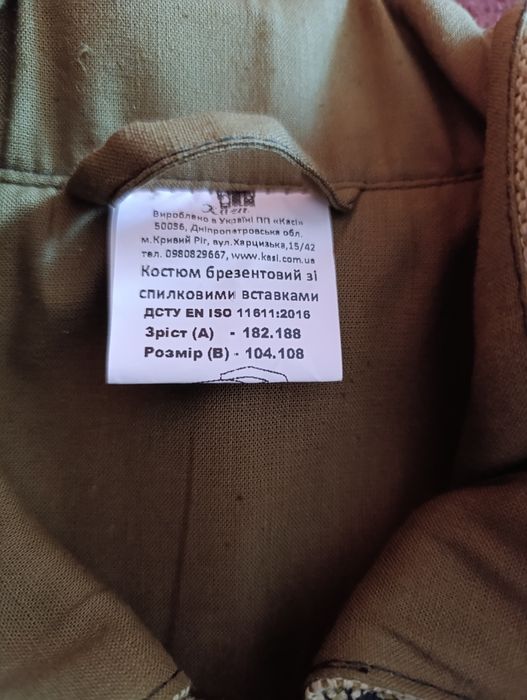 Вироблено в Україні ПП «Касі»
50086, Дніпропетровська обл.
м.Кривий Ріг, вул.Харцизька,15/42
тел. 0980829667, www.kasi.com.ua
Костюм брезентовий зі
спилковими вставками
ДСТУ EN ISO 11611:2016
Зріст (А) - 182.188
Розмір (В) - 104.108